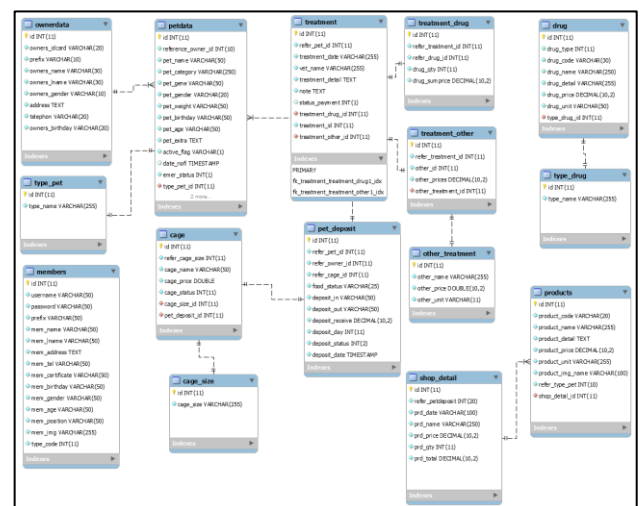 ownerdata
id INT(11)
owners_idcard VARCHAR(20)
prefix VARCHAR(10)
owners_name VARCHAR(30)
owners_lname VARCHAR(30)
owners_gender VARCHAR(10)
address TEXT
telephon VARCHAR(20)
owners_birthday VARCHAR(20)
Indexes
type_pet
id INT(11)
type_name VARCHAR(255)
Indexes
members
id INT(11)
username VARCHAR(50)
password VARCHAR(50)
prefix VARCHAR(50)
mem_name VARCHAR(50)
mem_lname VARCHAR(50)
mem_address TEXT
mem_tel VARCHAR(50)
mem_certificate VARCHAR(50)
mem_birthday VARCHAR(50)
mem_gender VARCHAR(50)
mem_age VARCHAR(50)
mem_position VARCHAR(50)
mem_img VARCHAR(255)
type_code INT(11)
Indexes
petdata
id INT(11)
reference_owner_id INT(10)
pet_name VARCHAR(50)
pet_category VARCHAR(250)
pet_gene VARCHAR(50)
pet_gender VARCHAR(20)
pet_weight VARCHAR(50)
pet_birthday VARCHAR(50)
pet_age VARCHAR(50)
pet_extra TEXT
active_flag VARCHAR(1)
date_nofi TIMESTAMP
emer_status INT(1)
type_pet_id INT(11)
2 more...
Indexes
cage
id INT(11)
refer_cage_size INT(11)
cage_name VARCHAR(50)
cage_price DOUBLE
cage_status INT(11)
cage_size_id INT(11)
pet_deposit_id INT(11)
Indexes
cage_size
id INT(11)
cage_size VARCHAR(255)
Indexes
treatment
id INT(11)
refer_pet_id INT(11)
treatment_date VARCHAR(255)
vet_name VARCHAR(255)
treatment_detail TEXT
note TEXT
status_payment INT(1)
treatment_drug_id INT(11)
treatment_id INT(11)
treatment_other_id INT(11)
Indexes
PRIMARY
fk_treatment_treatment_drug1_idx
fk_treatment_treatment_other1_idx
pet_deposit
id INT(11)
refer_pet_id INT(11)
refer_owner_id INT(11)
refer_cage_id INT(11)
food_status VARCHAR(25)
deposit_in VARCHAR(50)
deposit_out VARCHAR(50)
deposit_receive DECIMAL(10,2)
deposit_day INT(11)
deposit_status INT(2)
deposit_date TIMESTAMP
Indexes
treatment_drug
id INT(11)
refer_treatment_id INT(11)
refer_drug_id INT(11)
drug_qty INT(11)
drug_sumprice DECIMAL(10,2)
Indexes
treatment_other
id INT(11)
refer_treatment_id INT(11)
other_id INT(11)
other_prices DECIMAL(10,2)
other_treatment_id INT(11)
Indexes
other_treatment
id INT(11)
other_name VARCHAR(255)
other_price DOUBLE(10,2)
other_unit VARCHAR(11)
Indexes
shop_detail
id INT(11)
refer_petdeposit INT(20)
prd_date VARCHAR(100)
prd_name VARCHAR(250)
prd_price DECIMAL(10,2)
prd_qty INT(11)
prd_total DECIMAL(10,2)
Indexes
drug
id INT(11)
drug_type INT(11)
drug_code VARCHAR(30)
drug_name VARCHAR(250)
drug_detail VARCHAR(255)
drug_price DECIMAL(10,2)
drug_unit VARCHAR(50)
type_drug_id INT(11)
Indexes
type_drug
id INT(11)
type_name VARCHAR(255)
Indexes
products
id INT(11)
product_code VARCHAR(20)
product_name VARCHAR(255)
product_detail TEXT
product_price DECIMAL(10,2)
product_unit VARCHAR(255)
product_img_name VARCHAR(100)
refer_type_pet INT(10)
shop_detail_id INT(11)
Indexes